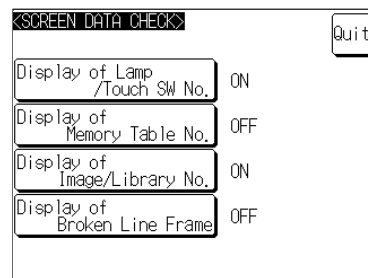 <SCREEN DATA CHECK>
Quit
Display of Lamp
/Touch SW No.
ON
Display of
Memory Table No.
OFF
Display of
Image/Library No.
ON
Display of
Broken Line Frame
OFF